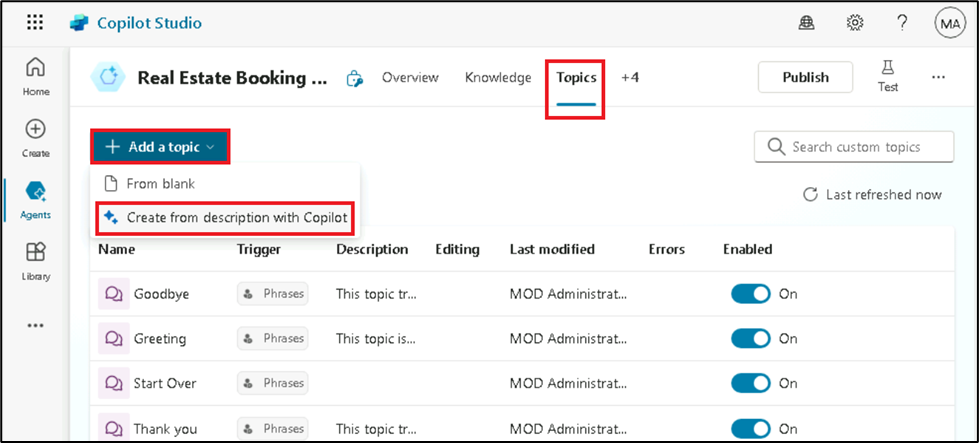 Copilot Studio
MA
Real Estate Booking ...
Overview
Knowledge
Topics
+4
Publish
Test
Home
Create
Agents
Library
Add a topic
Search custom topics
From blank
Create from description with Copilot
Last refreshed now
Name Trigger Description Editing Last modified Errors Enabled
Goodbye Phrases This topic tr... MOD Administrat... On
Greeting Phrases This topic is... MOD Administrat... On
Start Over Phrases MOD Administrat... On
Thank you Phrases This topic tr... MOD Administrat... On